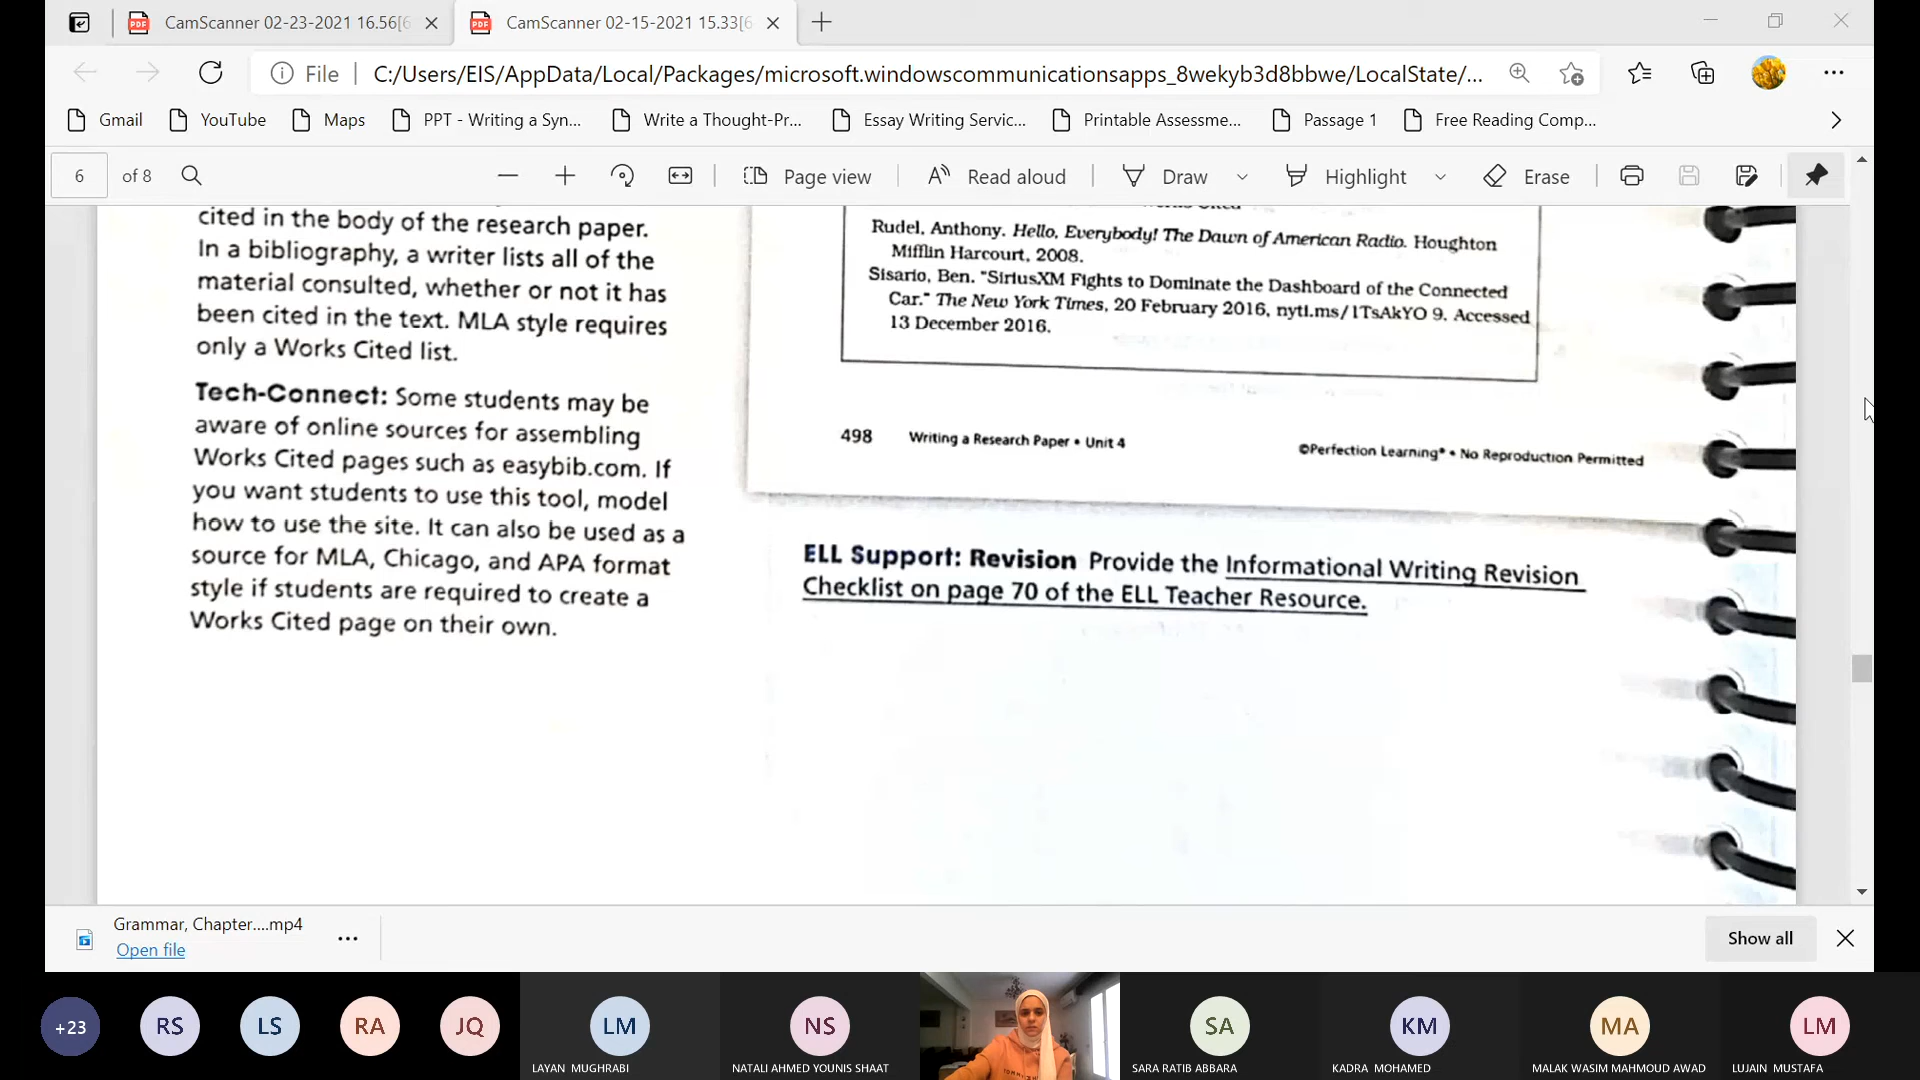 CamScanner 02-23-2021 16.56[6
CamScanner 02-15-2021 15.33[6
File
C:/Users/EIS/AppData/Local/Packages/microsoft.windowscommunicationsapps_8wekyb3d8bbwe/LocalState/...
Gmail
YouTube
Maps
PPT - Writing a Syn...
Write a Thought-Pr...
Essay Writing Servic...
Printable Assessme...
Passage 1
Free Reading Comp...
6 of 8
Page view
Read aloud
Draw
Highlight
Erase
cited in the body of the research paper.
In a bibliography, a writer lists all of the
material consulted, whether or not it has
been cited in the text. MLA style requires
only a Works Cited list.
Tech-Connect: Some students may be
aware of online sources for assembling
Works Cited pages such as easybib.com. If
you want students to use this tool, model
how to use the site. It can also be used as a
source for MLA, Chicago, and APA format
style if students are required to create a
Works Cited page on their own.
Works Cited
Rudel, Anthony. Hello, Everybody! The Dawn of American Radio. Houghton
Mifflin Harcourt, 2008.
Sisario, Ben. "SiriusXM Fights to Dominate the Dashboard of the Connected
Car." The New York Times, 20 February 2016, nyti.ms/1TsAkYO 9. Accessed
13 December 2016.
498 Writing a Research Paper • Unit 4
©Perfection Learning® • No Reproduction Permitted
ELL Support: Revision Provide the Informational Writing Revision
Checklist on page 70 of the ELL Teacher Resource.
Grammar, Chapter....mp4
Open file
Show all
+23
RS
LS
RA
JQ
LM
NS
SA
KM
MA
LM
LAYAN MUGHRABI
NATALI AHMED YOUNIS SHAAT
SARA RATIB ABBARA
KADRA MOHAMED
MALAK WASIM MAHMOUD AWAD
LUJAIN MUSTAFA